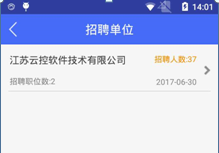 14:01
招聘单位
江苏云控软件技术有限公司
招聘人数:37
招聘职位数:2
2017-06-30